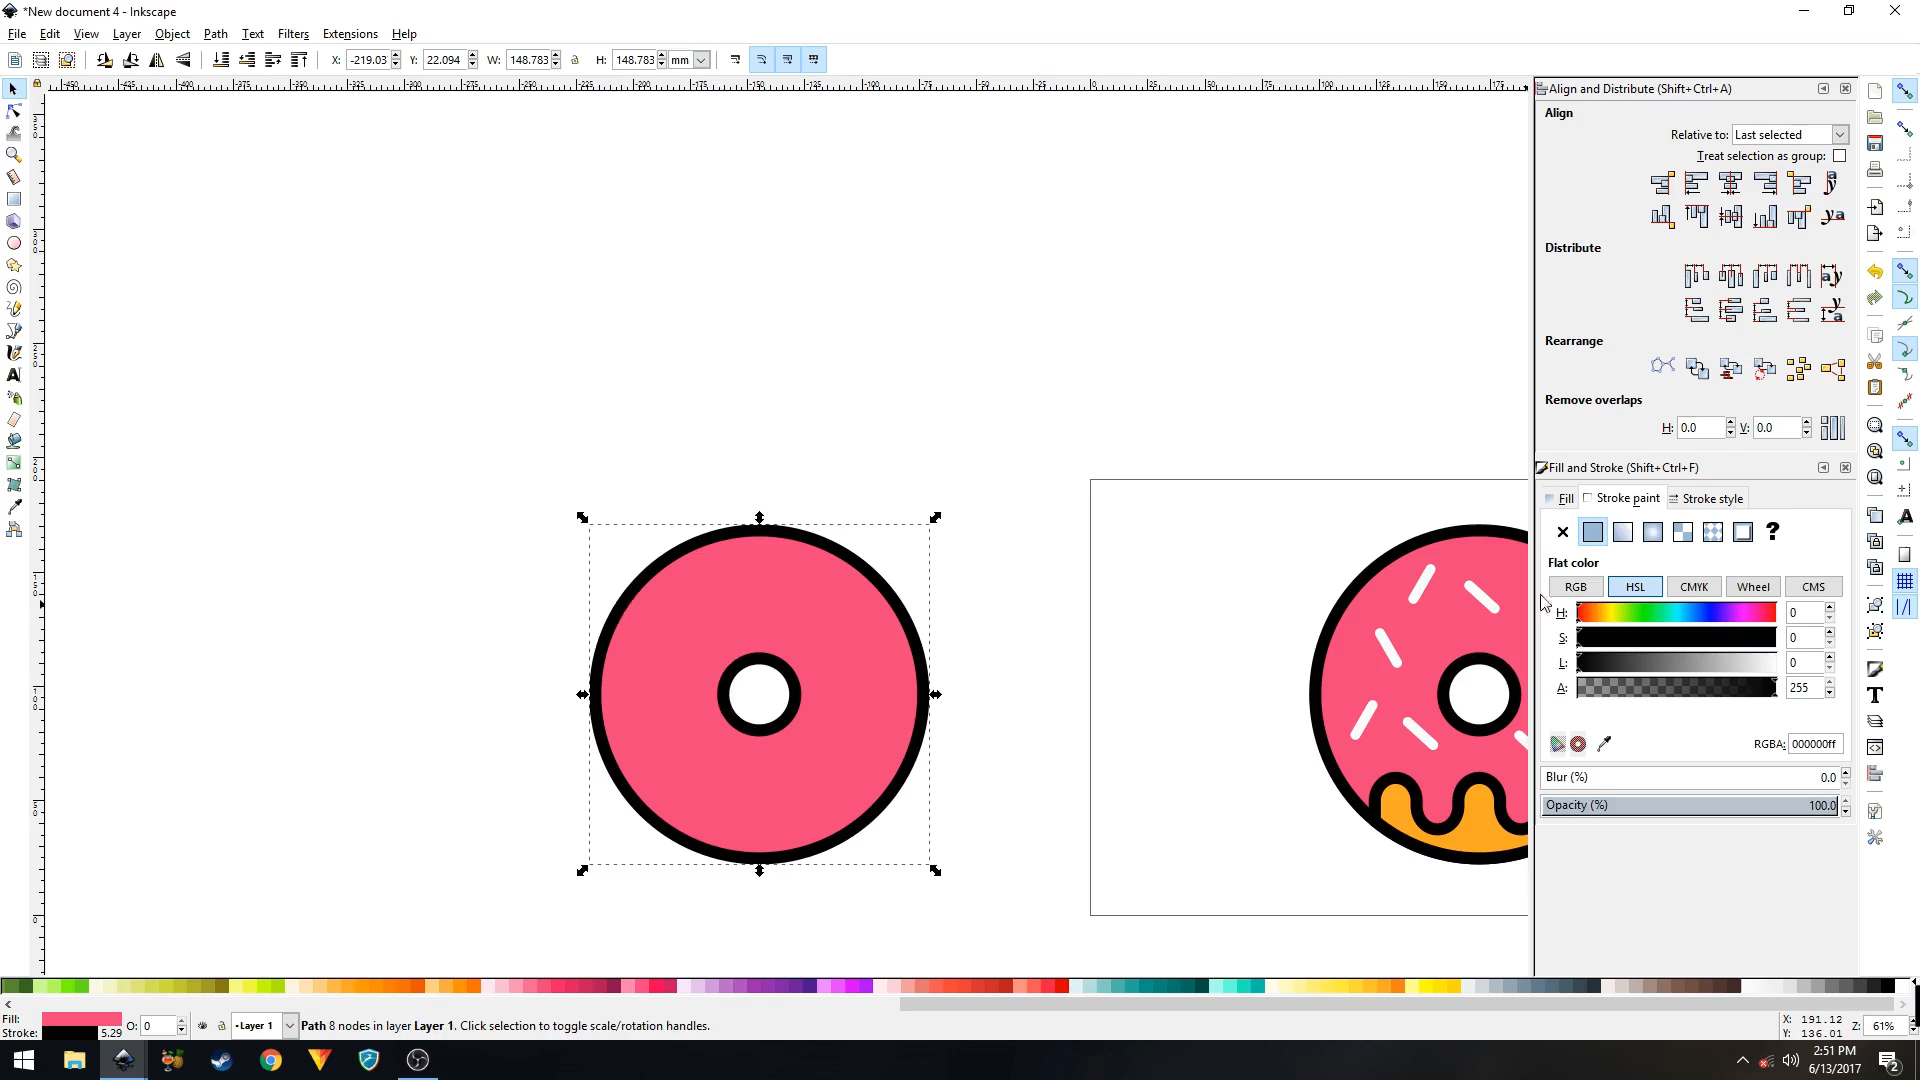 *New document 4 - Inkscape
File Edit View Layer Object Path Text Filters Extensions Help
X: -219.03 Y: 22.094 W: 148.783 H: 148.783 mm
Align and Distribute (Shift+Ctrl+A)
Align
Relative to: Last selected
Treat selection as group:
Distribute
Rearrange
Remove overlaps
H: 0.0 V: 0.0
Fill and Stroke (Shift+Ctrl+F)
Fill Stroke paint Stroke style
Flat color
RGB HSL CMYK Wheel CMS
H: 0
S: 0
L: 0
A: 255
RGBA: 000000ff
Blur (%) 0.0
Opacity (%) 100.0
Fill:
Stroke: 5.29 O: 0 •Layer 1 Path 8 nodes in layer Layer 1. Click selection to toggle scale/rotation handles.
X: 191.12
Y: 136.01 Z: 61%
2:51 PM
6/13/2017
2